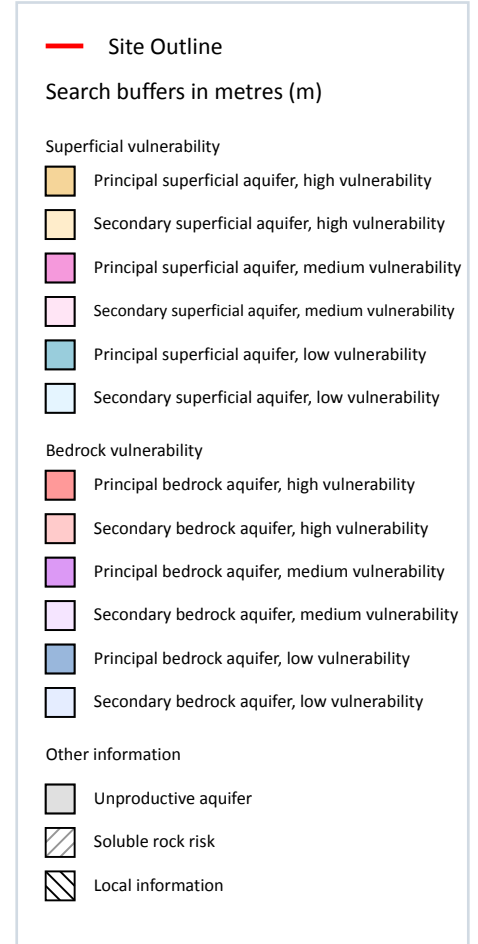 Site Outline
Search buffers in metres (m)
Superficial vulnerability
Principal superficial aquifer, high vulnerability
Secondary superficial aquifer, high vulnerability
Principal superficial aquifer, medium vulnerability
Secondary superficial aquifer, medium vulnerability
Principal superficial aquifer, low vulnerability
Secondary superficial aquifer, low vulnerability
Bedrock vulnerability
Principal bedrock aquifer, high vulnerability
Secondary bedrock aquifer, high vulnerability
Principal bedrock aquifer, medium vulnerability
Secondary bedrock aquifer, medium vulnerability
Principal bedrock aquifer, low vulnerability
Secondary bedrock aquifer, low vulnerability
Other information
Unproductive aquifer
Soluble rock risk
Local information